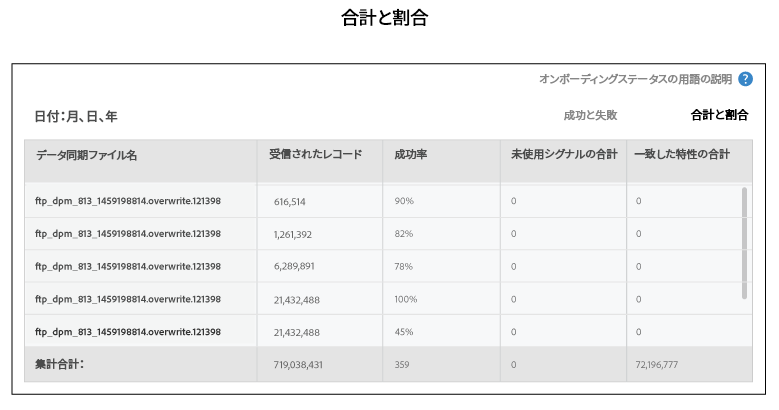 合計と割合
オンボーディングステータスの用語の説明 ?
日付：月、日、年 成功と失敗 合計と割合
データ同期ファイル名 受信されたレコード 成功率 未使用シグナルの合計 一致した特性の合計
ftp_dpm_813_1459198814.overwrite.121398 616,514 90% 0 0
ftp_dpm_813_1459198814.overwrite.121398 1,261,392 82% 0 0
ftp_dpm_813_1459198814.overwrite.121398 6,289,891 78% 0 0
ftp_dpm_813_1459198814.overwrite.121398 21,432,488 100% 0 0
ftp_dpm_813_1459198814.overwrite.121398 21,432,488 45% 0 0
集計合計： 719,038,431 359 0 72,196,777